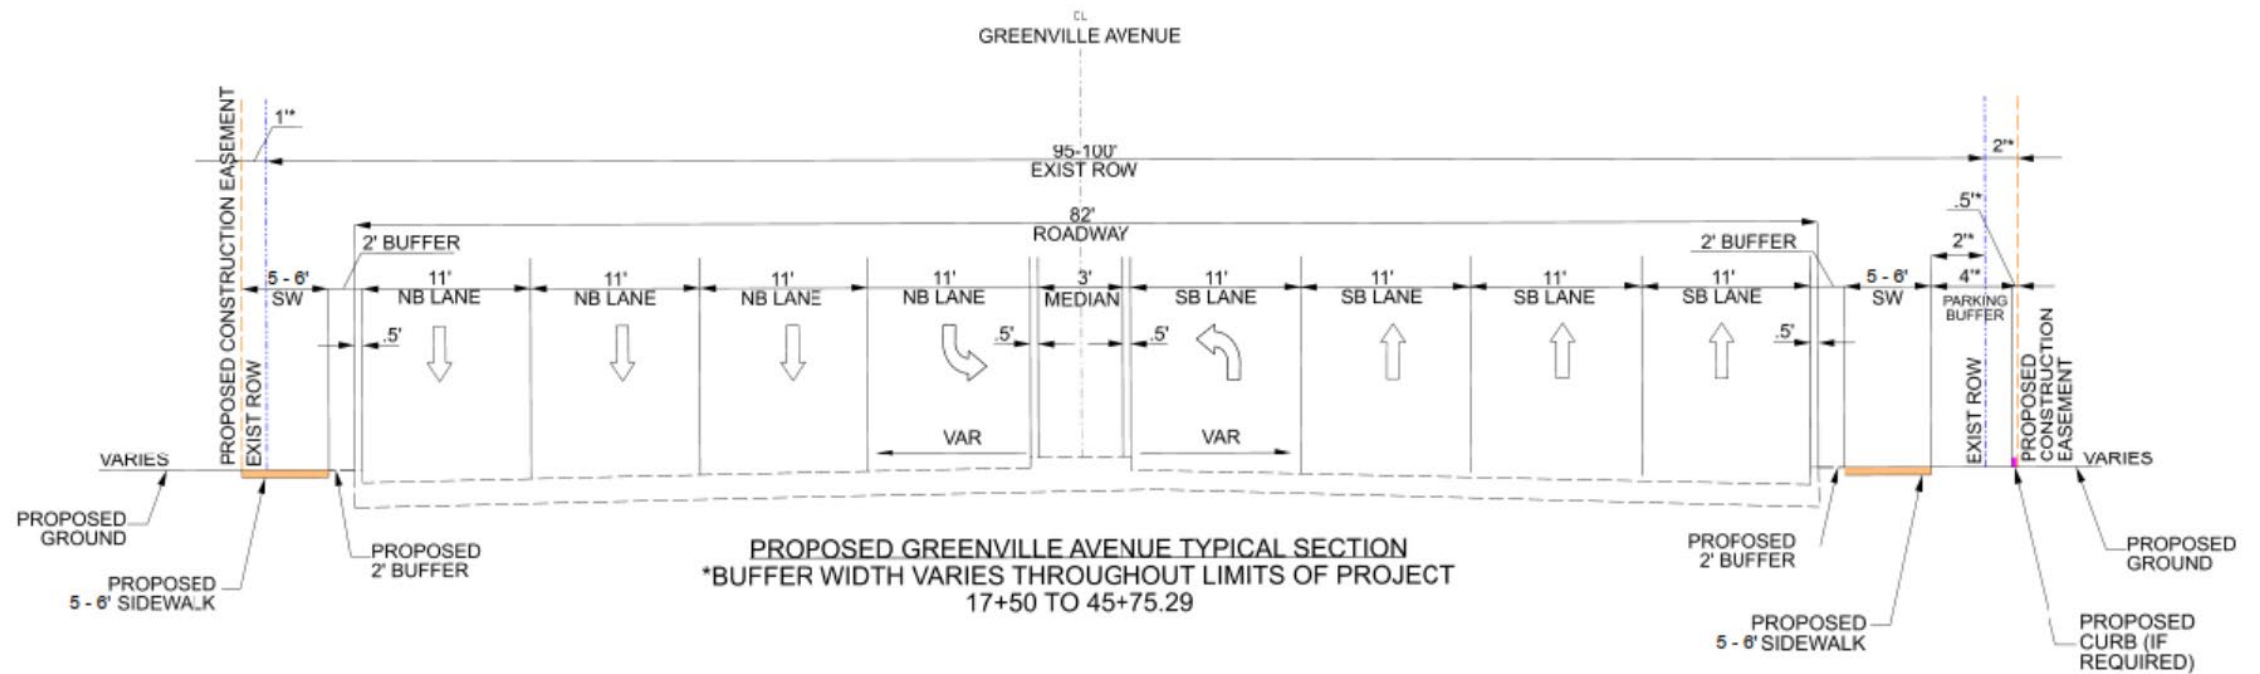 CL
GREENVILLE AVENUE
PROPOSED CONSTRUCTION EASEMENT
EXIST ROW
1'*
95-100'
EXIST ROW
2'*
82'
ROADWAY
.5'*
2' BUFFER
2' BUFFER
2'*
5 - 6'
SW
11'
NB LANE
11'
NB LANE
11'
NB LANE
11'
NB LANE
3'
MEDIAN
11'
SB LANE
11'
SB LANE
11'
SB LANE
11'
SB LANE
5 - 6'
SW
4'*
PARKING
BUFFER
.5'
.5'
.5'
.5'
VAR
VAR
EXIST ROW
PROPOSED
CONSTRUCTION
EASEMENT
VARIES
VARIES
PROPOSED
GROUND
PROPOSED
5 - 6' SIDEWALK
PROPOSED
2' BUFFER
PROPOSED GREENVILLE AVENUE TYPICAL SECTION
*BUFFER WIDTH VARIES THROUGHOUT LIMITS OF PROJECT
17+50 TO 45+75.29
PROPOSED
2' BUFFER
PROPOSED
5 - 6' SIDEWALK
PROPOSED
GROUND
PROPOSED
CURB (IF
REQUIRED)